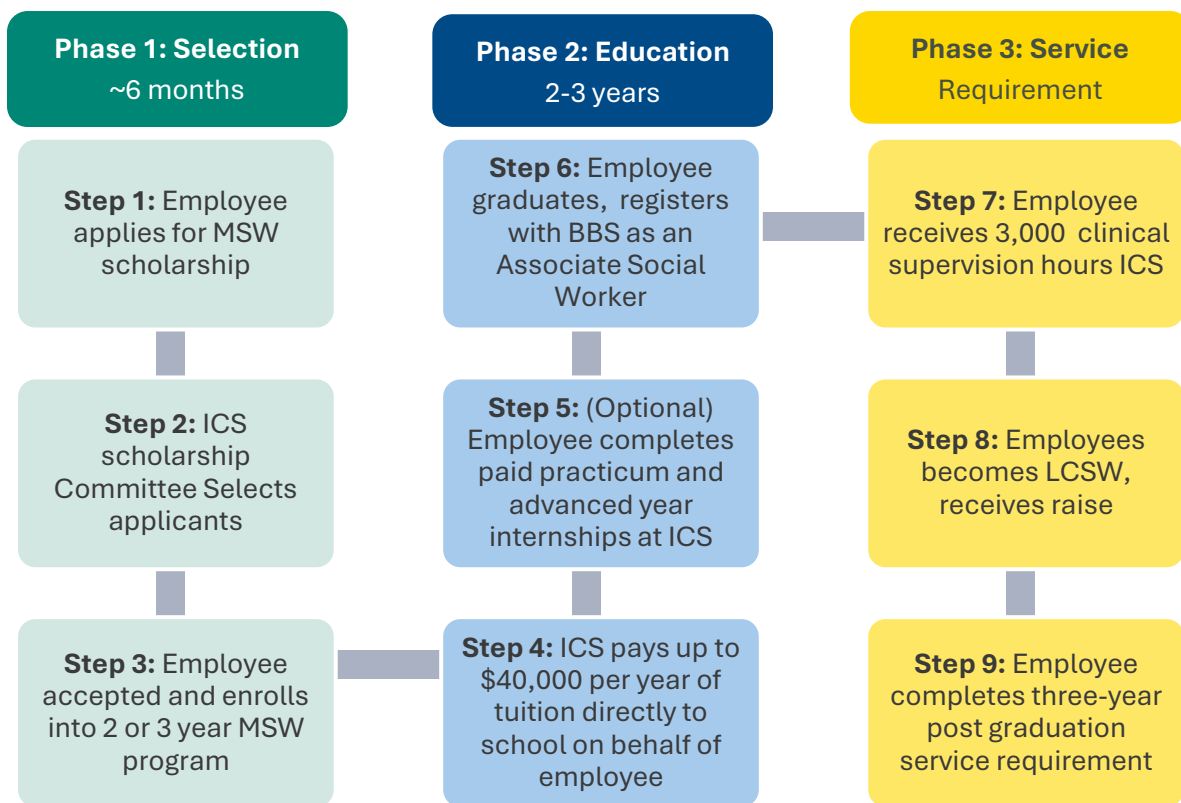 Phase 1: Selection
~6 months
Step 1: Employee
applies for MSW
scholarship
Step 2: ICS
scholarship
Committee Selects
applicants
Step 3: Employee
accepted and enrolls
into 2 or 3 year MSW
program
Phase 2: Education
2-3 years
Step 4: ICS pays up to
$40,000 per year of
tuition directly to
school on behalf of
employee
Step 5: (Optional)
Employee completes
paid practicum and
advanced year
internships at ICS
Step 6: Employee
graduates, registers
with BBS as an
Associate Social
Worker
Phase 3: Service
Requirement
Step 7: Employee
receives 3,000 clinical
supervision hours ICS
Step 8: Employees
becomes LCSW,
receives raise
Step 9: Employee
completes three-year
post graduation
service requirement